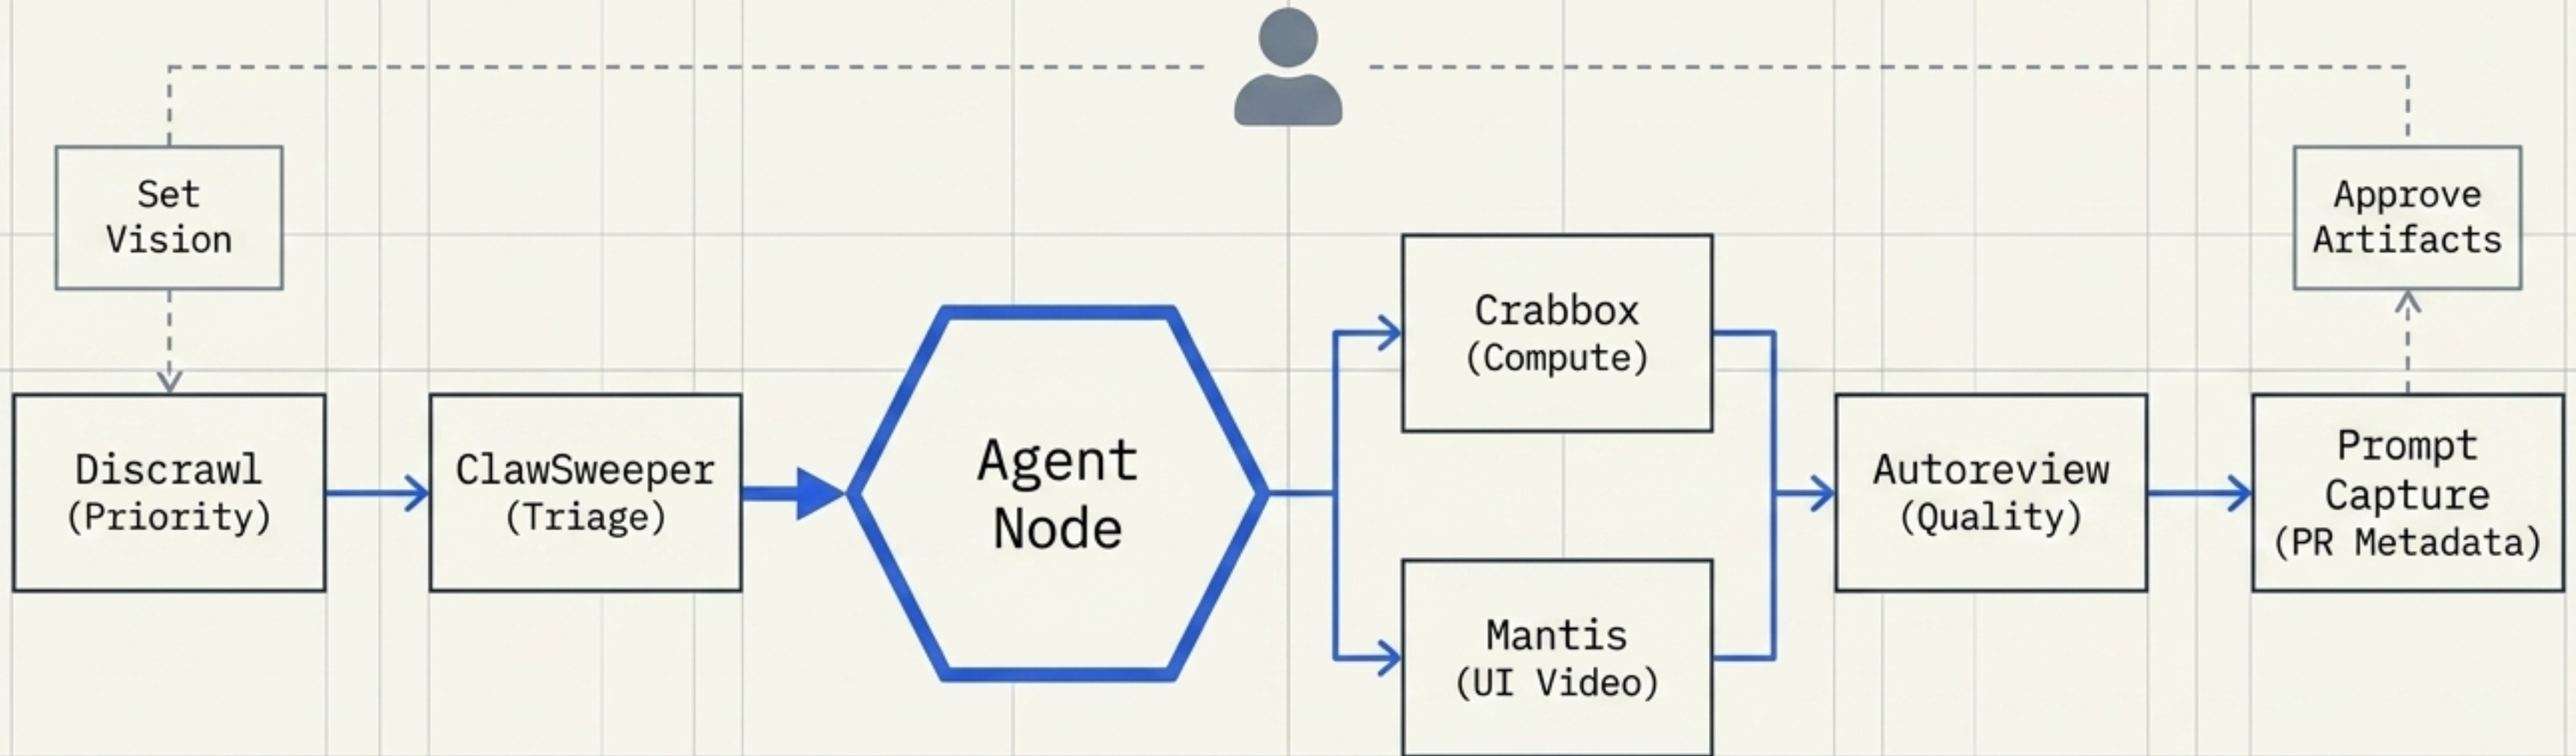 Set
Vision
Approve
Artifacts
Discrawl
(Priority)
ClawSweeper
(Triage)
Agent
Node
Crabbox
(Compute)
Mantis
(UI Video)
Autoreview
(Quality)
Prompt
Capture
(PR Metadata)